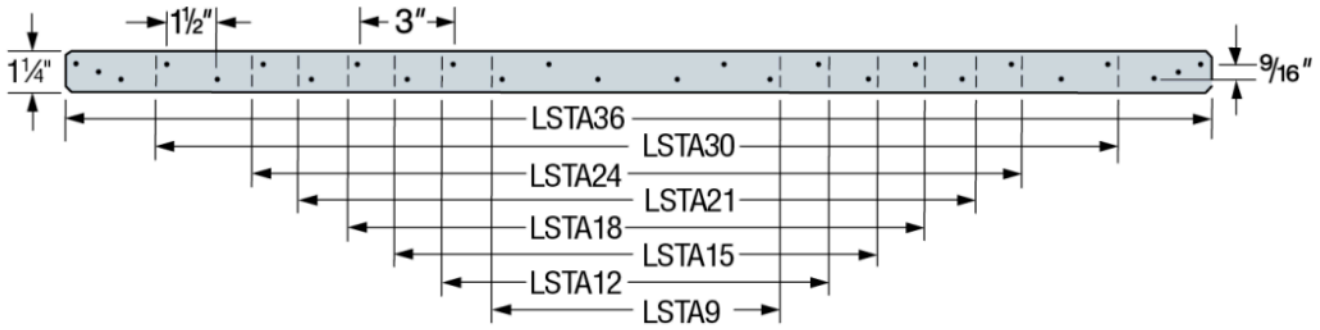 1½" 3"
1¼"
9/16"
LSTA36
LSTA30
LSTA24
LSTA21
LSTA18
LSTA15
LSTA12
LSTA9